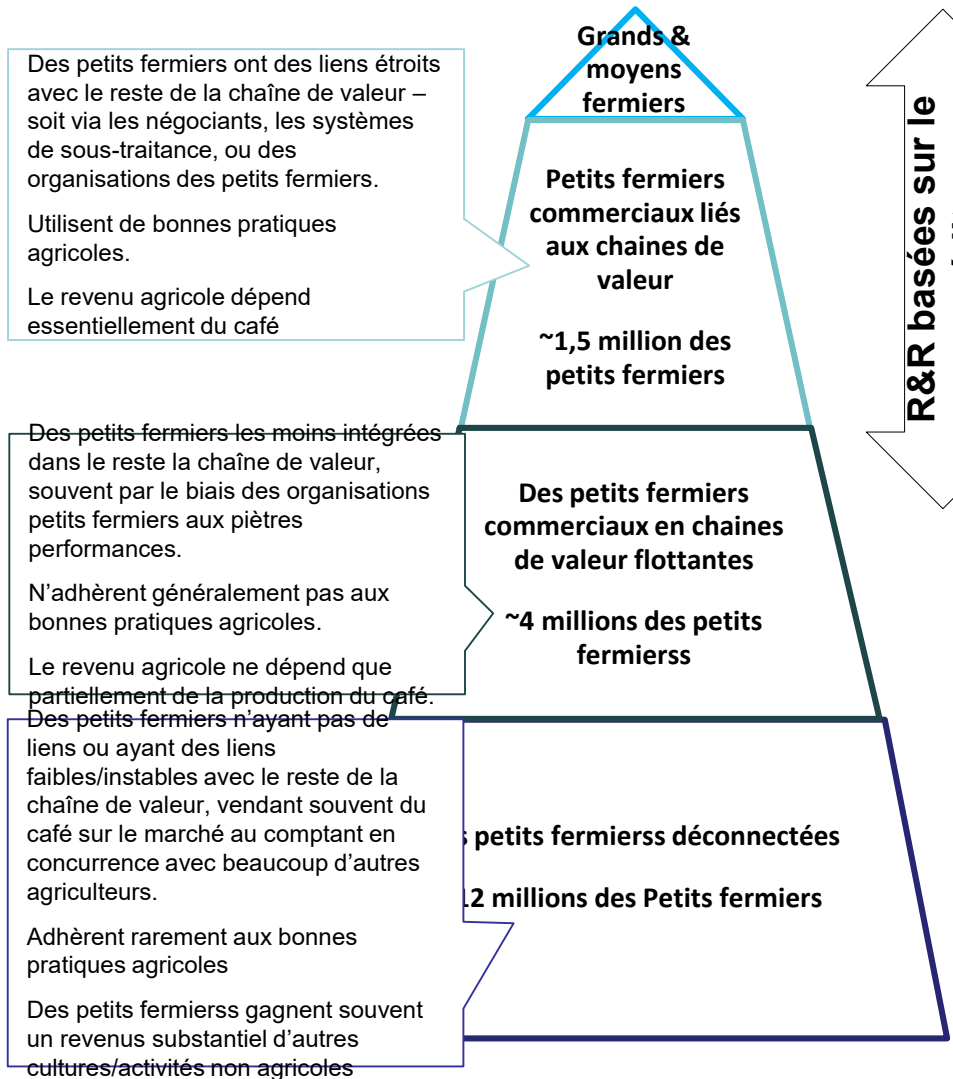 Grands &
moyens
fermiers
Des petits fermiers ont des liens étroits
avec le reste de la chaîne de valeur –
soit via les négociants, les systèmes
de sous-traitance, ou des
organisations des petits fermiers.
Utilisent de bonnes pratiques
agricoles.
Le revenu agricole dépend
essentiellement du café
Petits fermiers
commerciaux liés
aux chaines de
valeur
~1,5 million des
petits fermiers
R&R basées sur le
Des petits fermiers les moins intégrées
dans le reste la chaîne de valeur,
souvent par le biais des organisations
petits fermiers aux piètres
performances.
N’adhèrent généralement pas aux
bonnes pratiques agricoles.
Le revenu agricole ne dépend que
partiellement de la production du café.
Des petits fermiers
commerciaux en chaines
de valeur flottantes
~4 millions des petits
fermierss
Des petits fermiers n’ayant pas de
liens ou ayant des liens
faibles/instables avec le reste de la
chaîne de valeur, vendant souvent du
café sur le marché au comptant en
concurrence avec beaucoup d’autres
agriculteurs.
Adhèrent rarement aux bonnes
pratiques agricoles
Des petits fermierss gagnent souvent
un revenus substantiel d’autres
cultures/activités non agricoles
petits fermierss déconnectées
12 millions des Petits fermiers